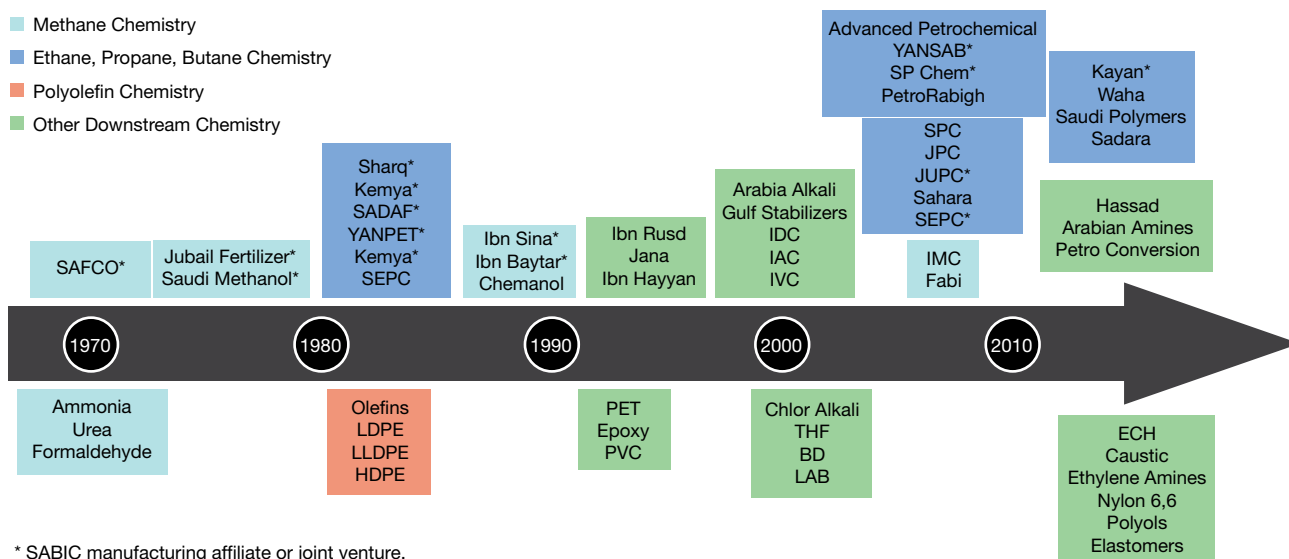 Methane Chemistry
Ethane, Propane, Butane Chemistry
Polyolefin Chemistry
Other Downstream Chemistry
SAFCO*
Jubail Fertilizer*
Saudi Methanol*
Sharq*
Kemya*
SADAF*
YANPET*
Kemya*
SEPC
Ibn Sina*
Ibn Baytar*
Chemanol
Ibn Rusd
Jana
Ibn Hayyan
Arabia Alkali
Gulf Stabilizers
IDC
IAC
IVC
Advanced Petrochemical
YANSAB*
SP Chem*
PetroRabigh
SPC
JPC
JUPC*
Sahara
SEPC*
IMC
Fabi
Kayan*
Waha
Saudi Polymers
Sadara
Hassad
Arabian Amines
Petro Conversion
1970
1980
1990
2000
2010
Ammonia
Urea
Formaldehyde
Olefins
LDPE
LLDPE
HDPE
PET
Epoxy
PVC
Chlor Alkali
THF
BD
LAB
ECH
Caustic
Ethylene Amines
Nylon 6,6
Polyols
Elastomers
* SABIC manufacturing affiliate or joint venture.